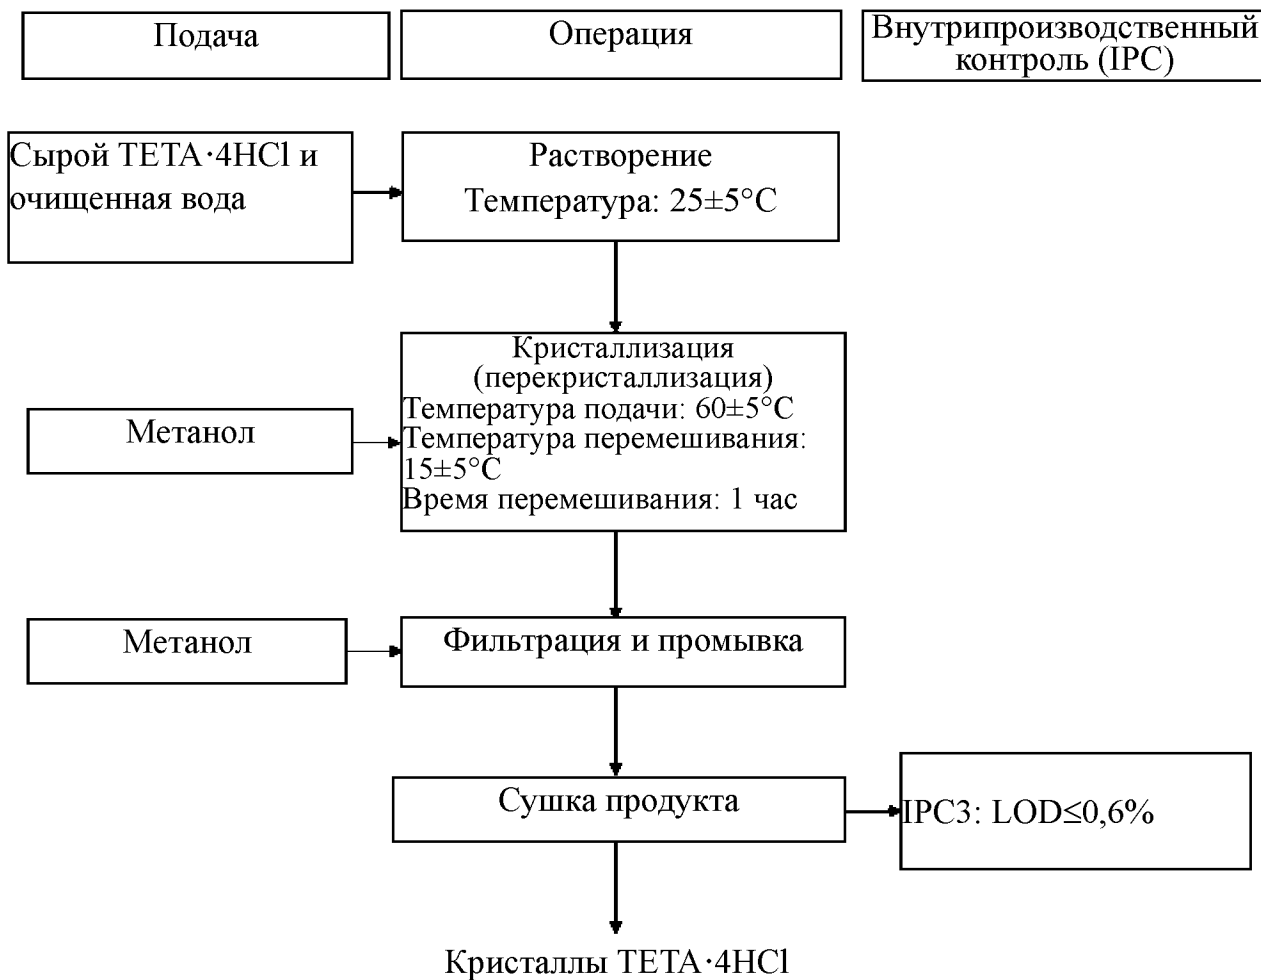 Подача
Операция
Внутрипроизводственный
контроль (IPC)
Сырой TETA·4HCl и
очищенная вода
Растворение
Температура: 25±5°C
Кристаллизация
(перекристаллизация)
Температура подачи: 60±5°C
Температура перемешивания:
15±5°C
Время перемешивания: 1 час
Метанол
Метанол
Фильтрация и промывка
Сушка продукта
IPC3: LOD≤0,6%
Кристаллы TETA·4HCl